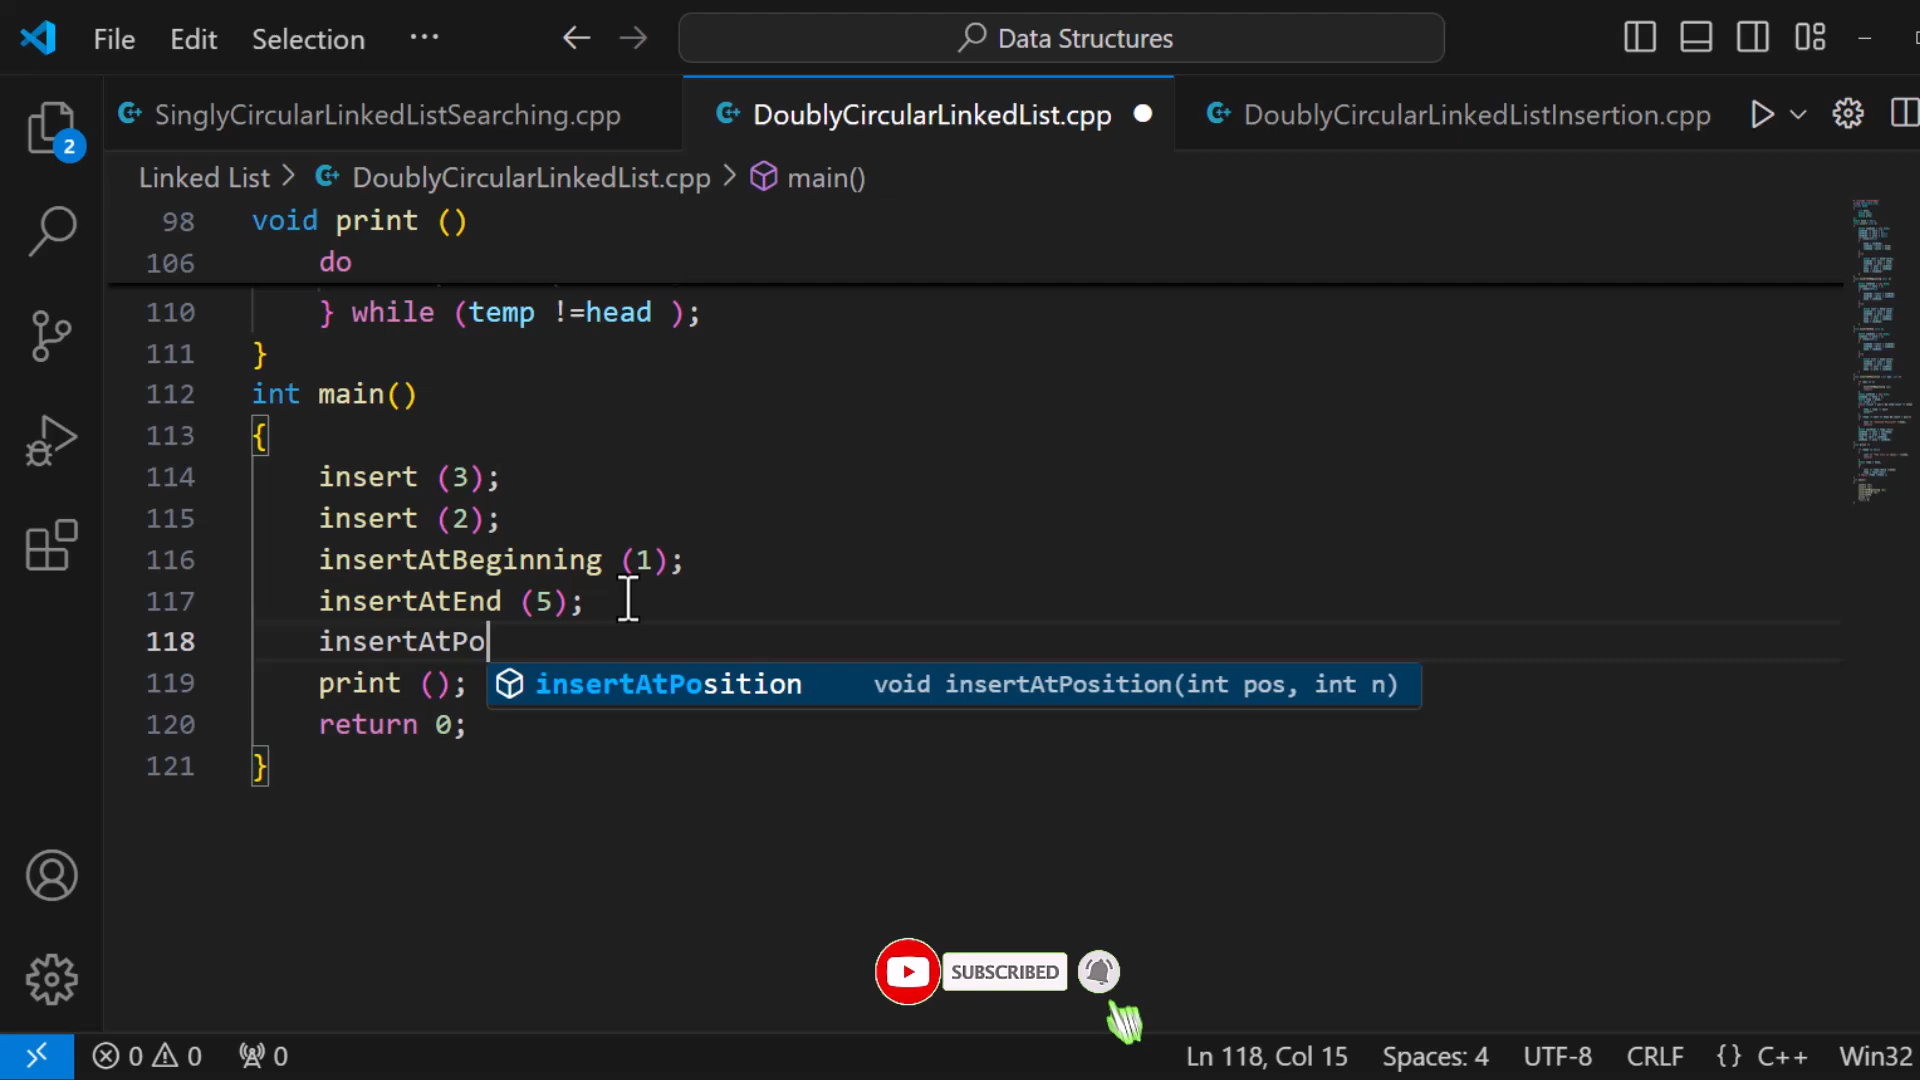 File Edit Selection ... Data Structures
SinglyCircularLinkedListSearching.cpp DoublyCircularLinkedList.cpp DoublyCircularLinkedListInsertion.cpp
2
Linked List > DoublyCircularLinkedList.cpp > main()
98 void print ()
106 do
110 } while (temp !=head );
111 }
112 int main()
113 {
114 insert (3);
115 insert (2);
116 insertAtBeginning (1);
117 insertAtEnd (5);
118 insertAtPo
119 print (); insertAtPosition void insertAtPosition(int pos, int n)
120 return 0;
121 }
SUBSCRIBED
0 0 0 Ln 118, Col 15 Spaces: 4 UTF-8 CRLF {} C++ Win32